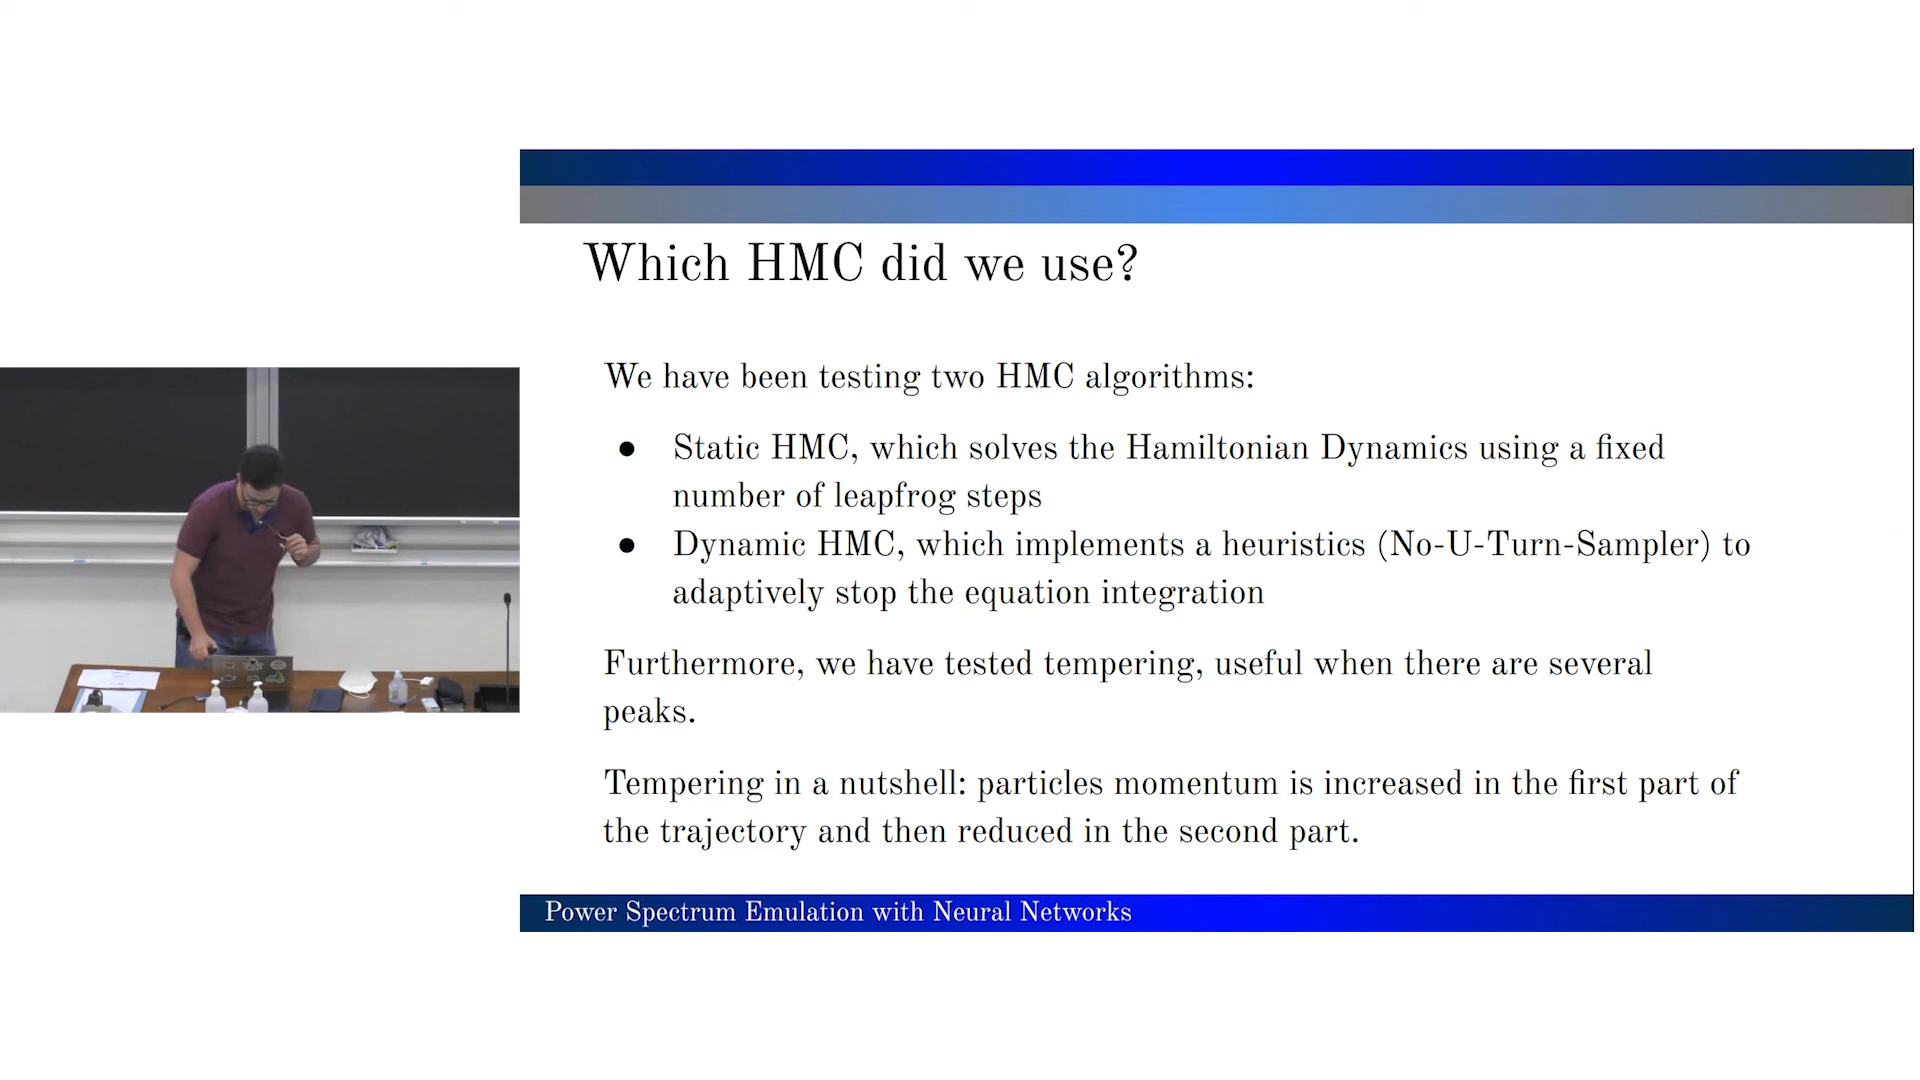 Which HMC did we use?
We have been testing two HMC algorithms:
● Static HMC, which solves the Hamiltonian Dynamics using a fixed
number of leapfrog steps
● Dynamic HMC, which implements a heuristics (No-U-Turn-Sampler) to
adaptively stop the equation integration
Furthermore, we have tested tempering, useful when there are several
peaks.
Tempering in a nutshell: particles momentum is increased in the first part of
the trajectory and then reduced in the second part.
Power Spectrum Emulation with Neural Networks